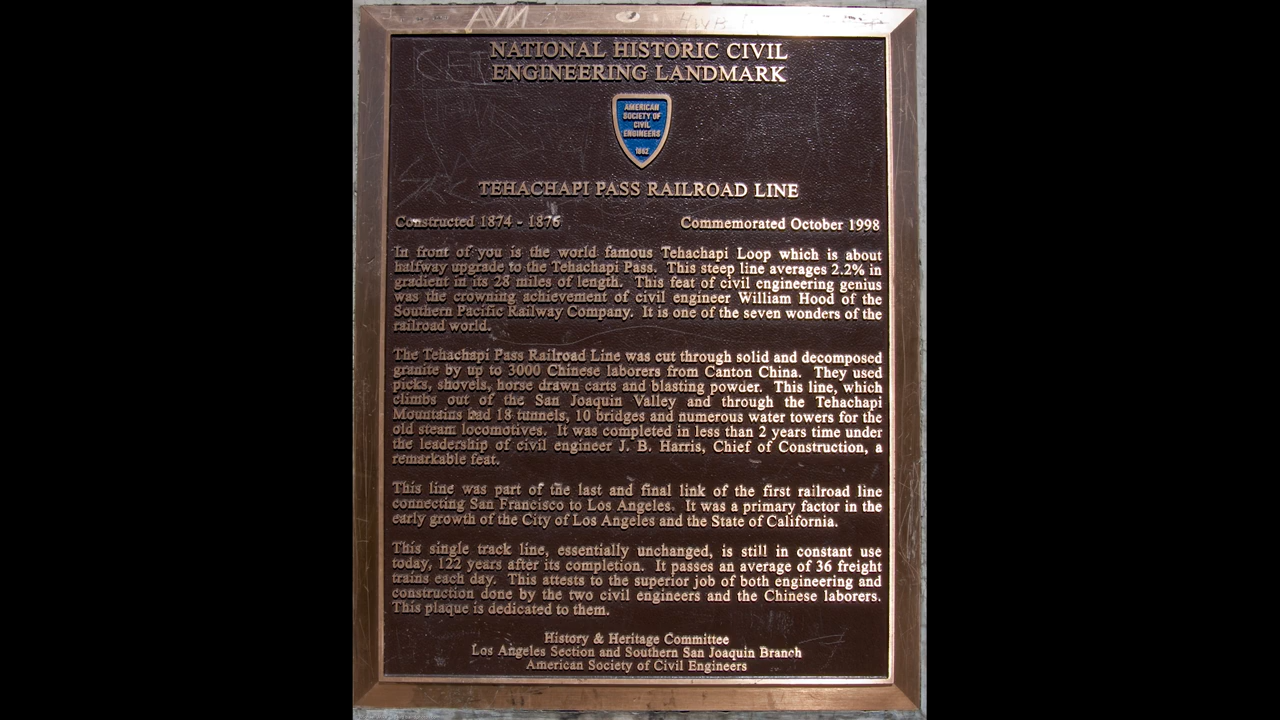 AVM
NATIONAL HISTORIC CIVIL
ENGINEERING LANDMARK
AMERICAN
SOCIETY OF
CIVIL
ENGINEERS
1852
TEHACHAPI PASS RAILROAD LINE
Constructed 1874 - 1876 Commemorated October 1998
In front of you is the world famous Tehachapi Loop which is about
halfway upgrade to the Tehachapi Pass. This steep line averages 2.2% in
gradient in its 28 miles of length. This feat of civil engineering genius
was the crowning achievement of civil engineer William Hood of the
Southern Pacific Railway Company. It is one of the seven wonders of the
railroad world.
The Tehachapi Pass Railroad Line was cut through solid and decomposed
granite by up to 3000 Chinese laborers from Canton China. They used
picks, shovels, horse drawn carts and blasting powder. This line, which
climbs out of the San Joaquin Valley and through the Tehachapi
Mountains had 18 tunnels, 10 bridges and numerous water towers for the
old steam locomotives. It was completed in less than 2 years time under
the leadership of civil engineer J. B. Harris, Chief of Construction, a
remarkable feat.
This line was part of the last and final link of the first railroad line
connecting San Francisco to Los Angeles. It was a primary factor in the
early growth of the City of Los Angeles and the State of California.
This single track line, essentially unchanged, is still in constant use
today, 122 years after its completion. It passes an average of 36 freight
trains each day. This attests to the superior job of both engineering and
construction done by the two civil engineers and the Chinese laborers.
This plaque is dedicated to them.
History & Heritage Committee
Los Angeles Section and Southern San Joaquin Branch
American Society of Civil Engineers